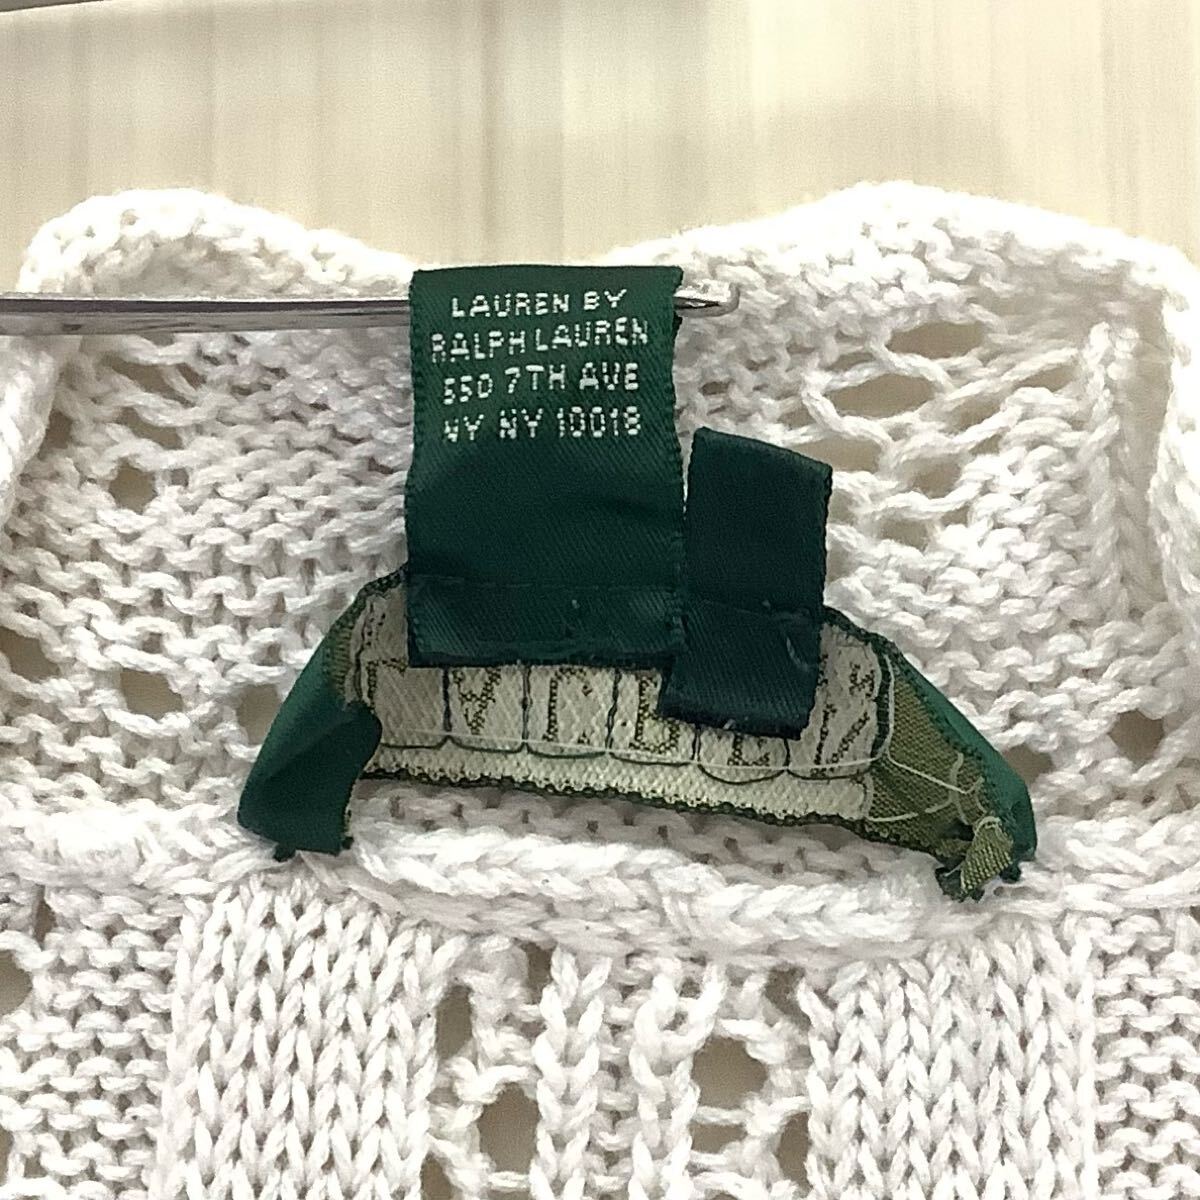 LAUREN BY
RALPH LAUREN
550 7TH AVE
NY NY 10018